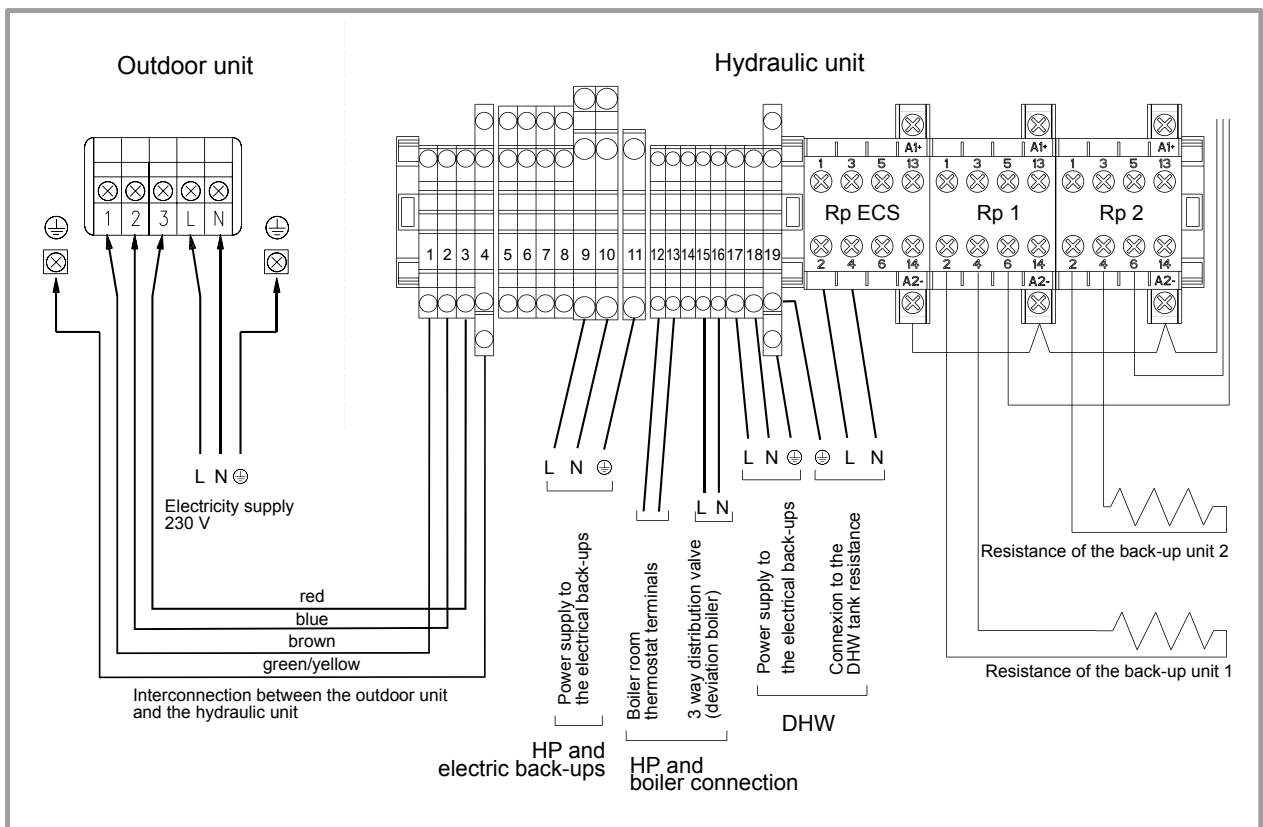 Outdoor unit
Hydraulic unit
1 2 3 L N
L N
Electricity supply
230 V
red
blue
brown
green/yellow
Interconnection between the outdoor unit
and the hydraulic unit
1 2 3 4 5 6 7 8 9 10 11 12 13 14 15 16 17 18 19
A1+ A1+ A1+
1 3 5 13 1 3 5 13 1 3 5 13
Rp ECS Rp 1 Rp 2
2 4 6 14 2 4 6 14 2 4 6 14
A2- A2- A2-
L N
L N
L N
L N
Power supply to
the electrical back-ups
Boiler room
thermostat terminals
3 way distribution valve
(deviation boiler)
Power supply to
the electrical back-ups
Connexion to the
DHW tank resistance
HP and
electric back-ups
HP and
boiler connection
DHW
Resistance of the back-up unit 2
Resistance of the back-up unit 1